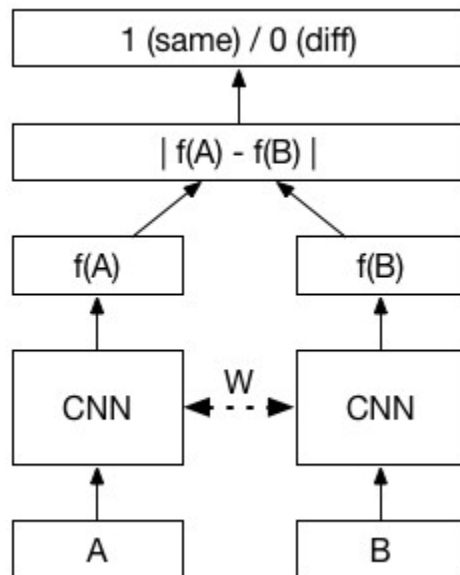 1 (same) / 0 (diff)
| f(A) - f(B) |
f(A) f(B)
W
CNN CNN
A B